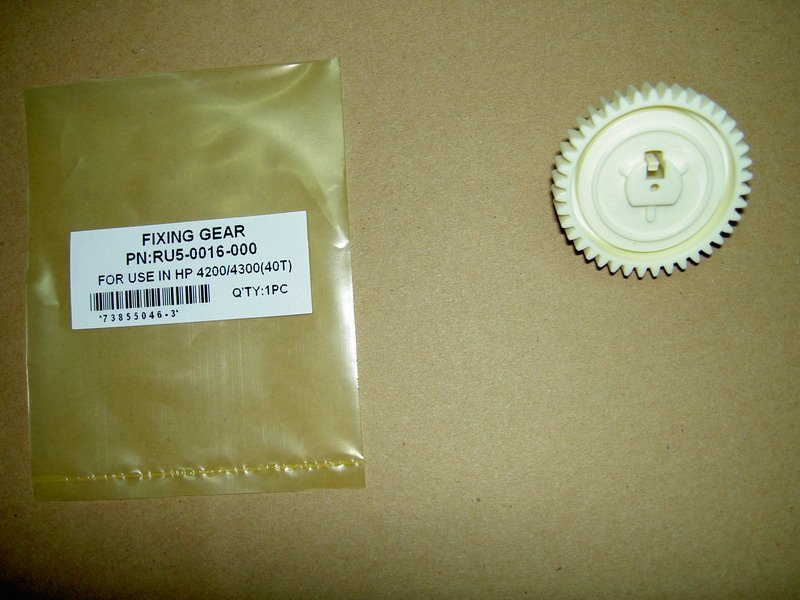 FIXING GEAR
PN:RU5-0016-000
FOR USE IN HP 4200/4300(40T)
Q'TY:1PC
*73855046-3*